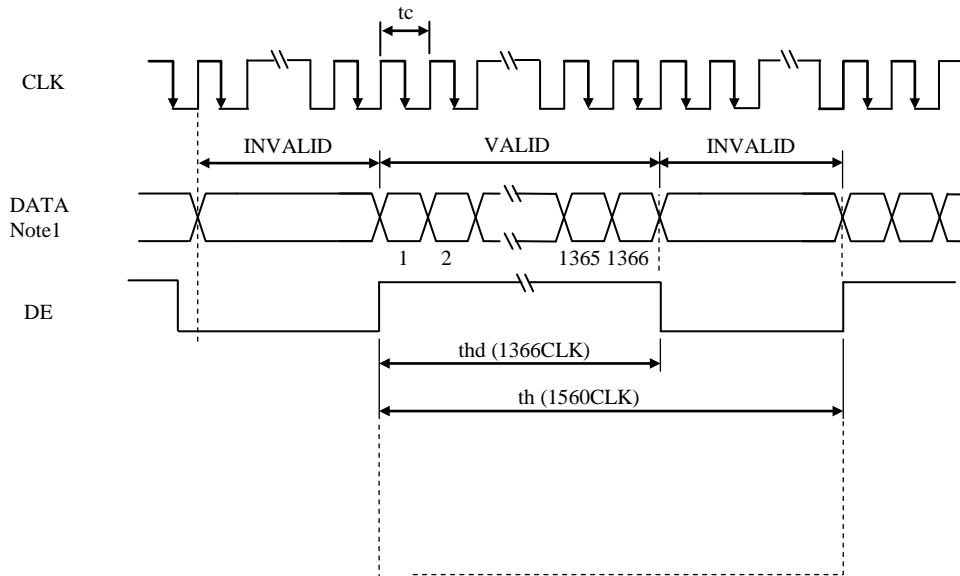 tc
CLK
INVALID VALID INVALID
DATA
Note1
1 2 1365 1366
DE
thd (1366CLK)
th (1560CLK)